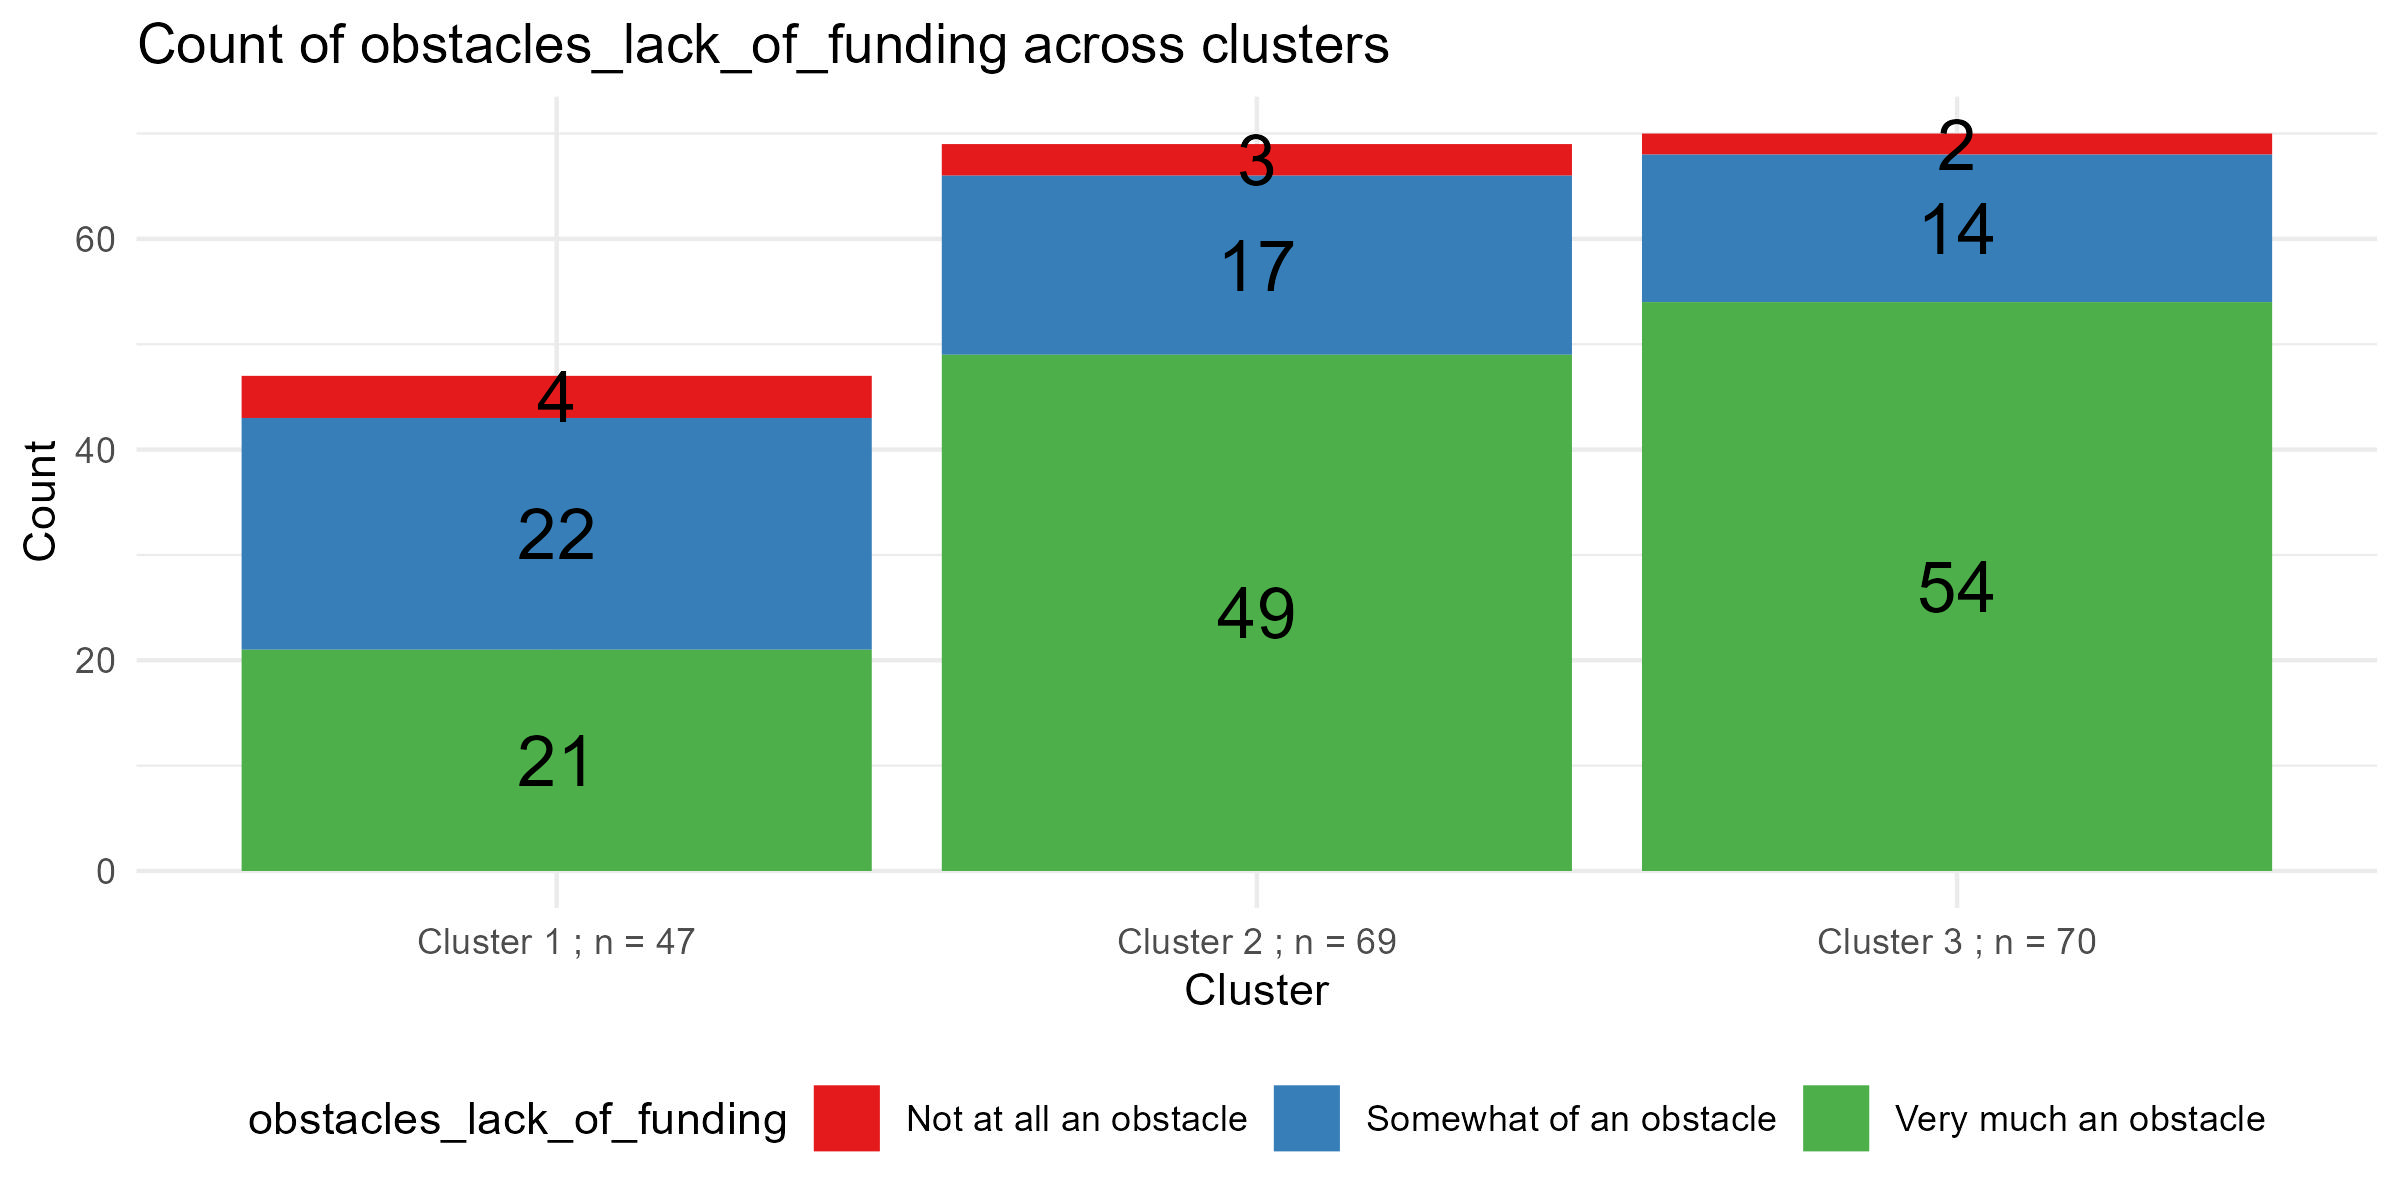 Count of obstacles_lack_of_funding across clusters
Count
60
40
20
0
4
22
21
3
17
49
2
14
54
Cluster 1 ; n = 47
Cluster 2 ; n = 69
Cluster 3 ; n = 70
Cluster
obstacles_lack_of_funding
Not at all an obstacle
Somewhat of an obstacle
Very much an obstacle